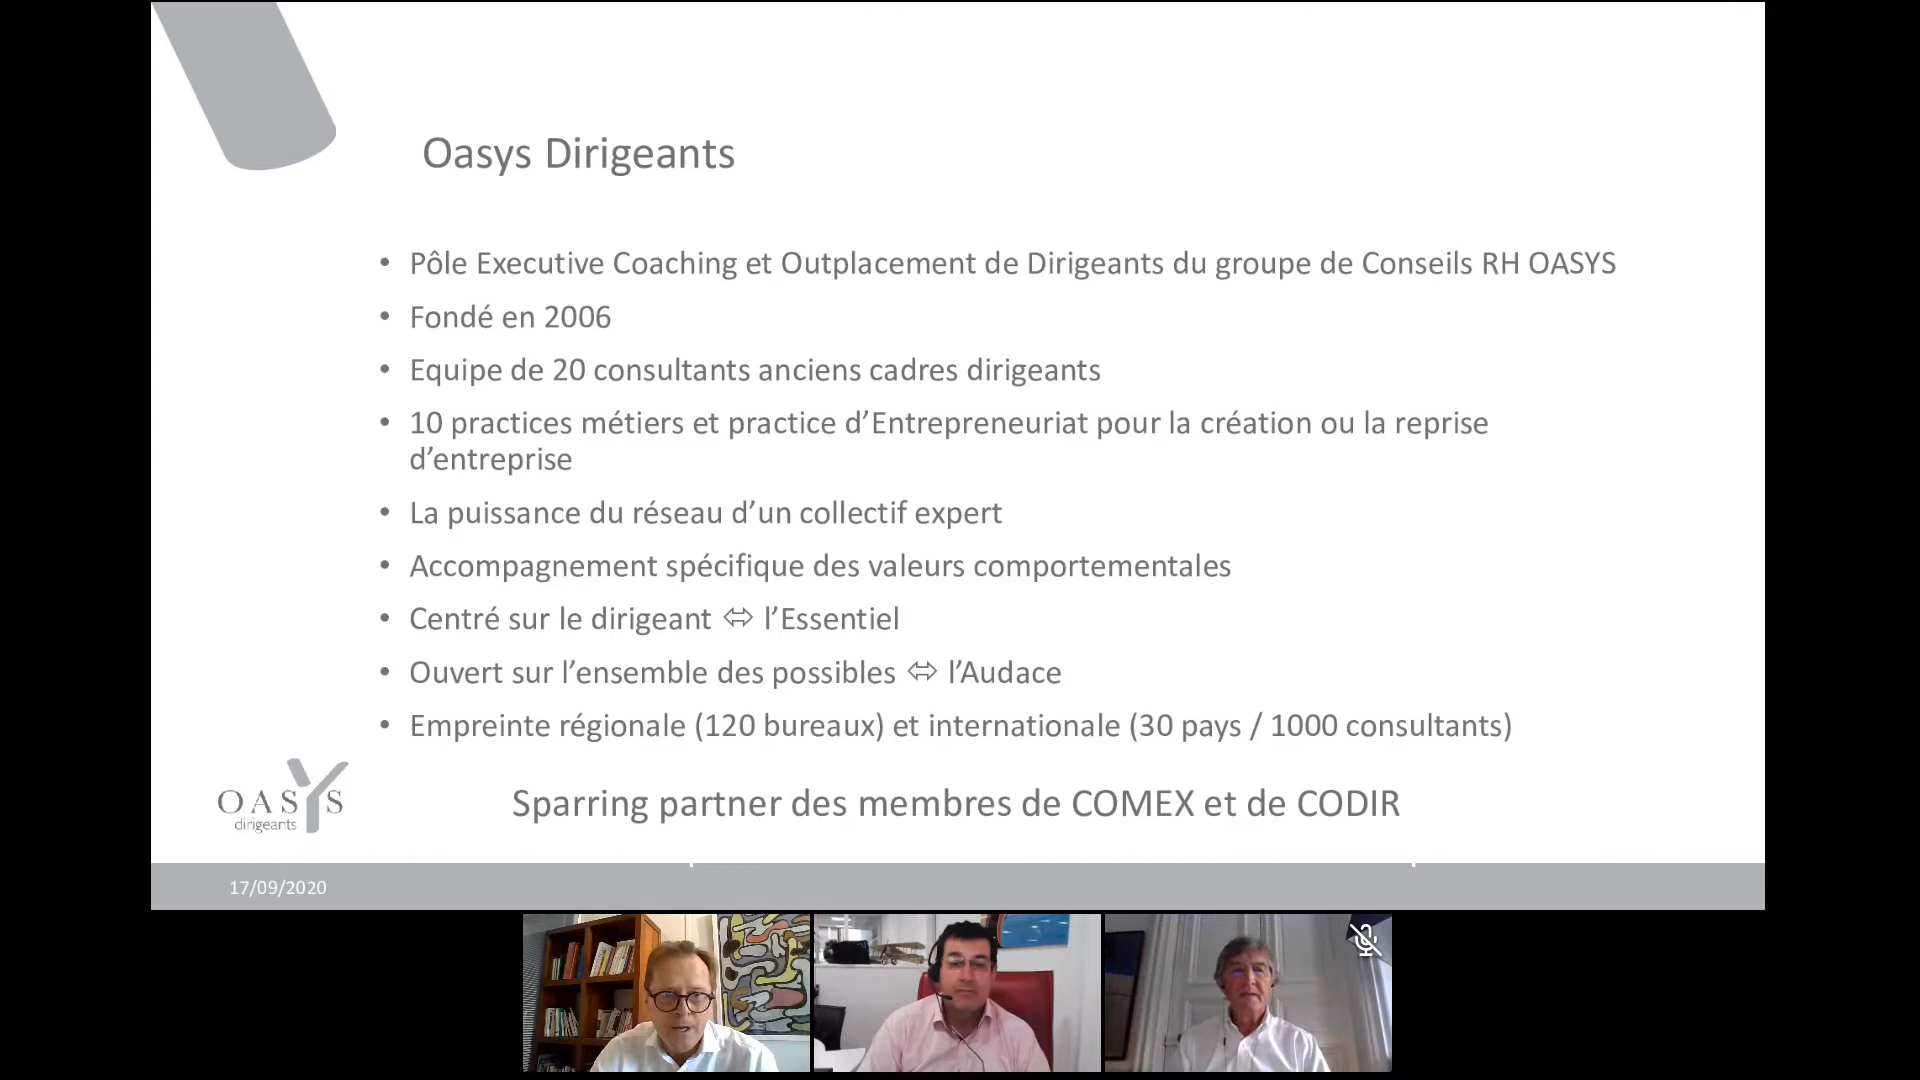 Oasys Dirigeants
• Pôle Executive Coaching et Outplacement de Dirigeants du groupe de Conseils RH OASYS
• Fondé en 2006
• Equipe de 20 consultants anciens cadres dirigeants
• 10 practices métiers et practice d’Entrepreneuriat pour la création ou la reprise
d’entreprise
• La puissance du réseau d’un collectif expert
• Accompagnement spécifique des valeurs comportementales
• Centré sur le dirigeant ⬄ l’Essentiel
• Ouvert sur l’ensemble des possibles ⬄ l’Audace
• Empreinte régionale (120 bureaux) et internationale (30 pays / 1000 consultants)
OASYS
dirigeants
Sparring partner des membres de COMEX et de CODIR
17/09/2020